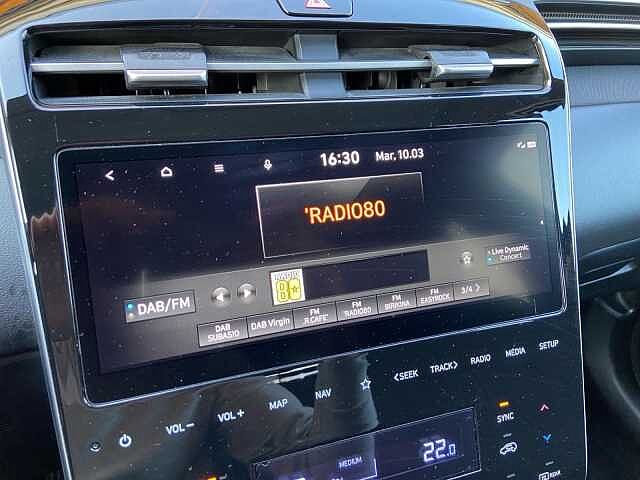 16:30 Mar, 10.03
'RADIO80
Live Dynamic
Concert
RADIO
DAB/FM
DAB
SUBASIO
DAB Virgin
FM
.R.CAFE'
FM
'RADIO80
FM
BIRIKINA
FM
EASYROCK
3/4
VOL− VOL+ MAP NAV <SEEK TRACK> RADIO MEDIA SETUP
SYNC
MEDIUM
22.0
REAR